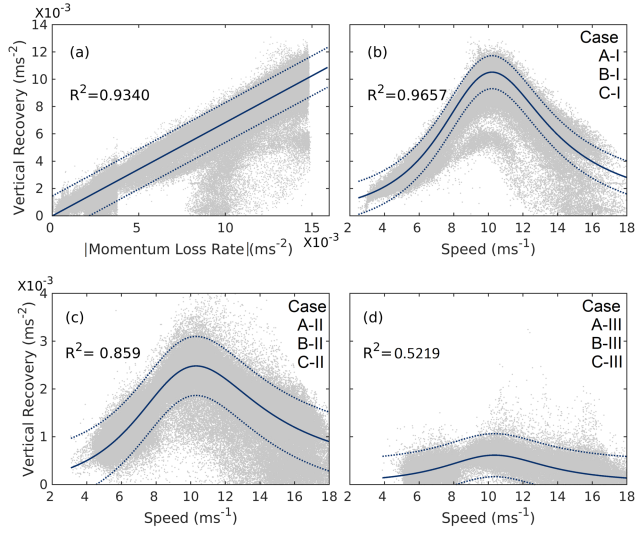 X10⁻³
14
12
10
8
6
4
2
0
Vertical Recovery (ms⁻²)
(a)
R²=0.9340
0
5
10
15
X10⁻³
|Momentum Loss Rate|(ms⁻²)
(b)
R²=0.9657
Case
A-I
B-I
C-I
2
4
6
8
10
12
14
16
18
Speed (ms⁻¹)
X10⁻³
4
3
2
1
0
Vertical Recovery (ms⁻²)
(c)
R²= 0.859
Case
A-II
B-II
C-II
2
4
6
8
10
12
14
16
18
Speed (ms⁻¹)
(d)
R²=0.5219
Case
A-III
B-III
C-III
2
4
6
8
10
12
14
16
18
Speed (ms⁻¹)